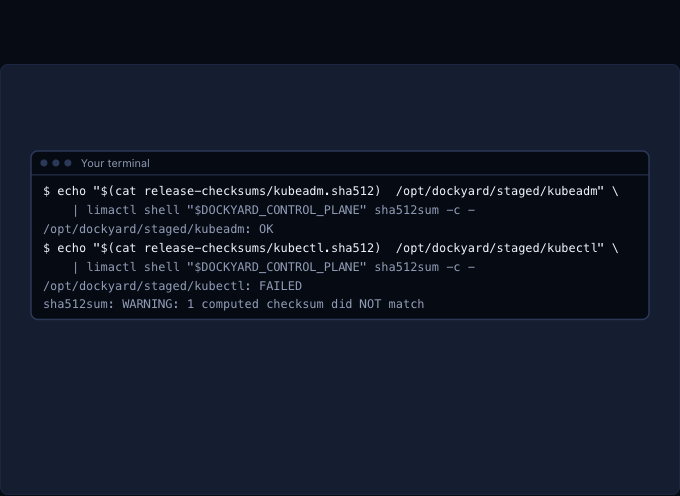 Your terminal
$ echo "$(cat release-checksums/kubeadm.sha512)  /opt/dockyard/staged/kubeadm" \
    | limactl shell "$DOCKYARD_CONTROL_PLANE" sha512sum -c -
/opt/dockyard/staged/kubeadm: OK
$ echo "$(cat release-checksums/kubectl.sha512)  /opt/dockyard/staged/kubectl" \
    | limactl shell "$DOCKYARD_CONTROL_PLANE" sha512sum -c -
/opt/dockyard/staged/kubectl: FAILED
sha512sum: WARNING: 1 computed checksum did NOT match